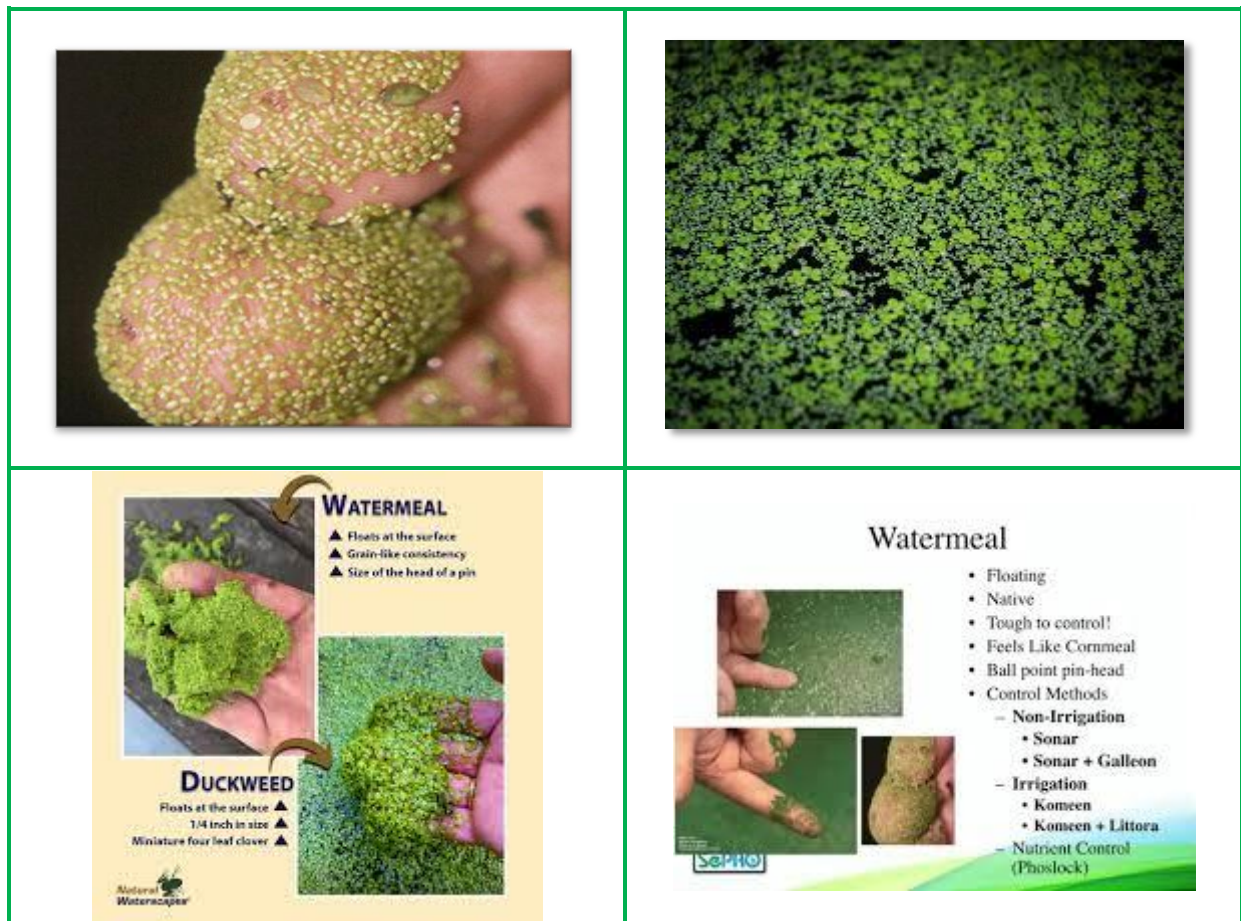 WATERMEAL
▲ Floats at the surface
▲ Grain-like consistency
▲ Size of the head of a pin
DUCKWEED
Floats at the surface ▲
1/4 inch in size ▲
Miniature four leaf clover ▲
Natural
Waterscapes
Watermeal
• Floating
• Native
• Tough to control!
• Feels Like Cornmeal
• Ball point pin-head
• Control Methods
– Non-Irrigation
• Sonar
• Sonar + Galleon
– Irrigation
• Komeen
• Komeen + Littora
– Nutrient Control
(Phoslock)
SePRO